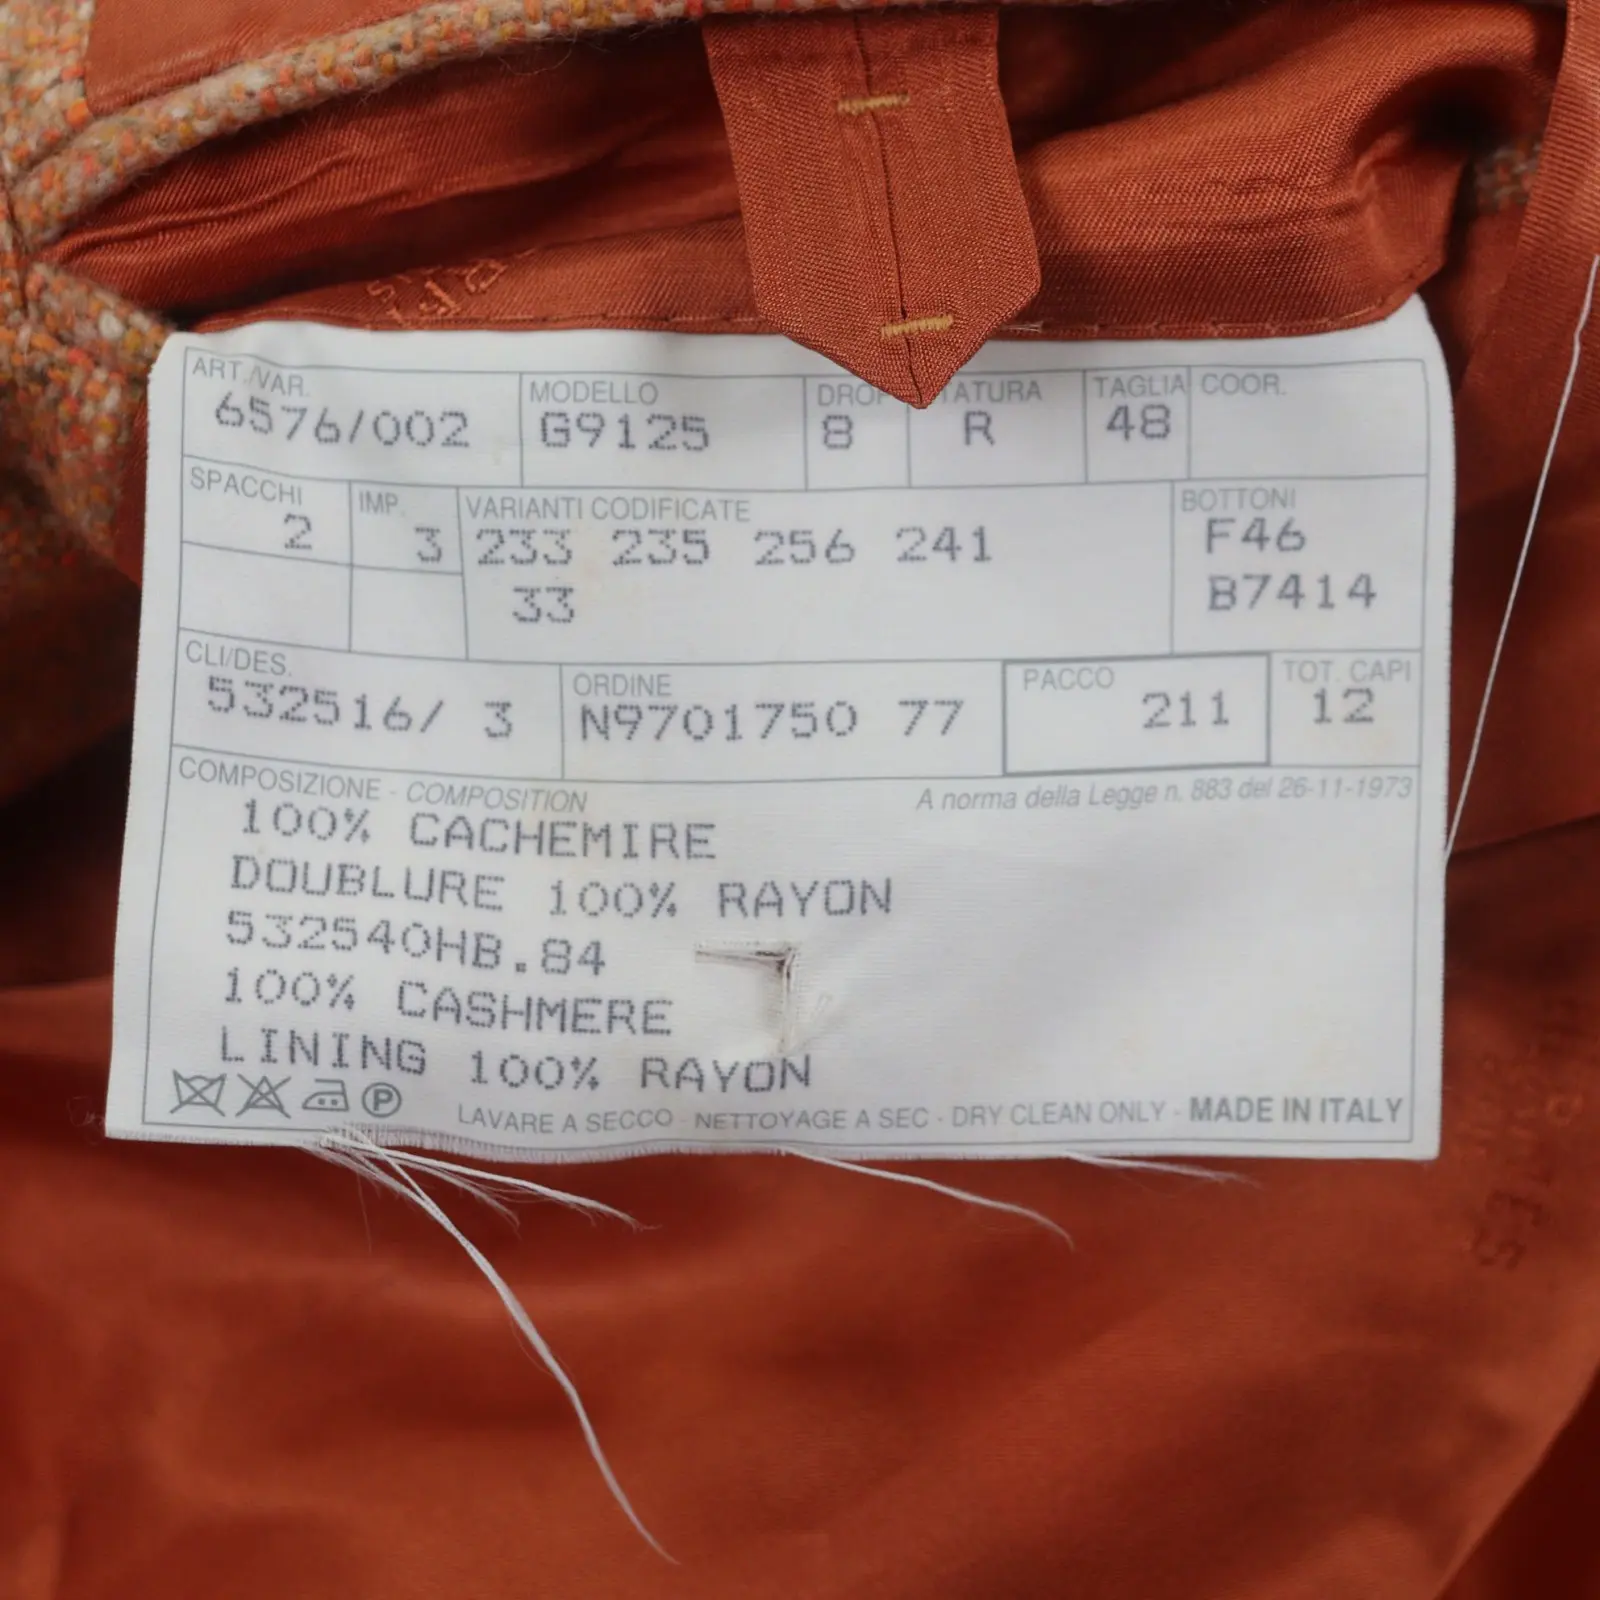 ART./VAR. MODELLO DROP TATURA TAGLIA COOR.
6576/002 G9125 8 R 48
SPACCHI IMP. VARIANTI CODIFICATE BOTTONI
2 3 233 235 256 241 F46
33 B7414
CLI/DES. ORDINE PACCO TOT. CAPI
532516/ 3 N9701750 77 211 12
COMPOSIZIONE - COMPOSITION A norma della Legge n. 883 del 26-11-1973
100% CACHEMIRE
DOUBLURE 100% RAYON
532540HB.84
100% CASHMERE
LINING 100% RAYON
P LAVARE A SECCO - NETTOYAGE A SEC - DRY CLEAN ONLY - MADE IN ITALY